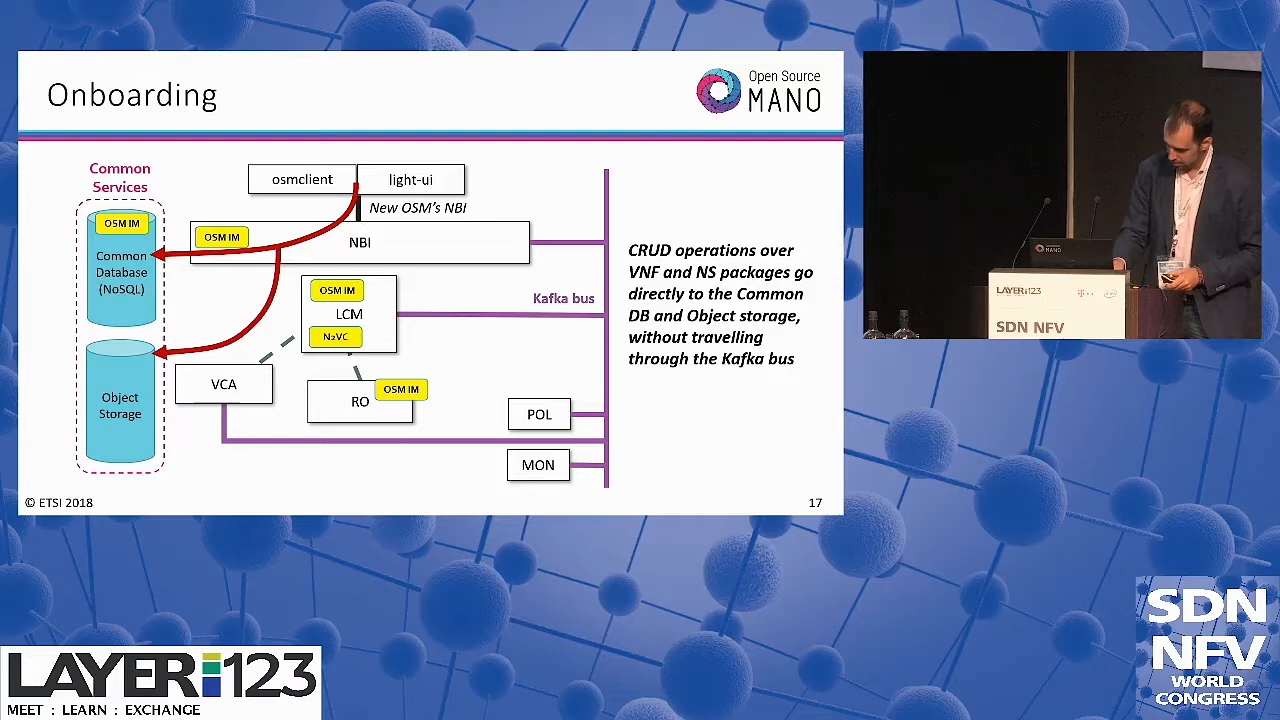 Onboarding
Open Source
MANO
Common
Services
osmclient
light-ui
New OSM's NBI
OSM IM
Common
Database
(NoSQL)
OSM IM
NBI
OSM IM
LCM
N2VC
Kafka bus
CRUD operations over
VNF and NS packages go
directly to the Common
DB and Object storage,
without travelling
through the Kafka bus
Object
Storage
VCA
RO
OSM IM
POL
MON
© ETSI 2018
17
MANO
LAYER123
SDN NFV
LAYER123
MEET : LEARN : EXCHANGE
SDN
NFV
WORLD
CONGRESS